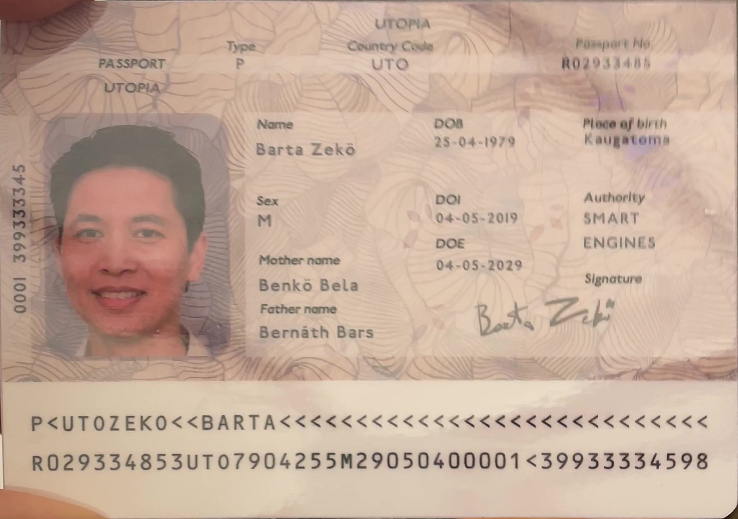 UTOPIA
Type
Country Code
Passport No.
PASSPORT
P
UTO
R02933485
UTOPIA
Name
DOB
Place of birth
Barta Zekö
25-04-1979
Kaugatoma
Sex
DOI
Authority
M
04-05-2019
SMART
DOE
ENGINES
Mother name
04-05-2029
Benkö Bela
Signature
Father name
Bernáth Bars
Barta Zekö
0001 399333345
P<UTOZEKO<<BARTA<<<<<<<<<<<<<<<<<<<<<<<<<<<<
R029334853UTO7904255M29050400001<39933334598